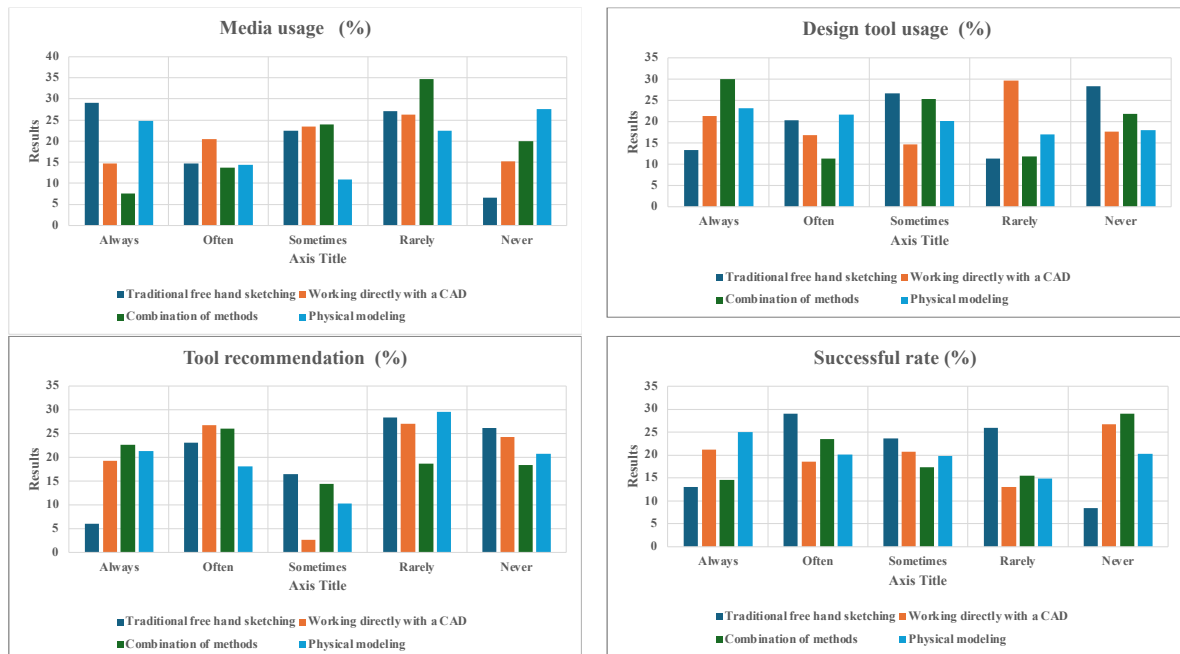 Media usage (%)
40
35
30
25
20
15
10
5
0
Results
Always Often Sometimes Rarely Never
Axis Title
Traditional free hand sketching Working directly with a CAD
Combination of methods Physical modeling
Design tool usage (%)
35
30
25
20
15
10
5
0
Results
Always Often Sometimes Rarely Never
Axis Title
Traditional free hand sketching Working directly with a CAD
Combination of methods Physical modeling
Tool recommendation (%)
35
30
25
20
15
10
5
0
Results
Always Often Sometimes Rarely Never
Axis Title
Traditional free hand sketching Working directly with a CAD
Combination of methods Physical modeling
Successful rate (%)
35
30
25
20
15
10
5
0
Results
Always Often Sometimes Rarely Never
Axis Title
Traditional free hand sketching Working directly with a CAD
Combination of methods Physical modeling